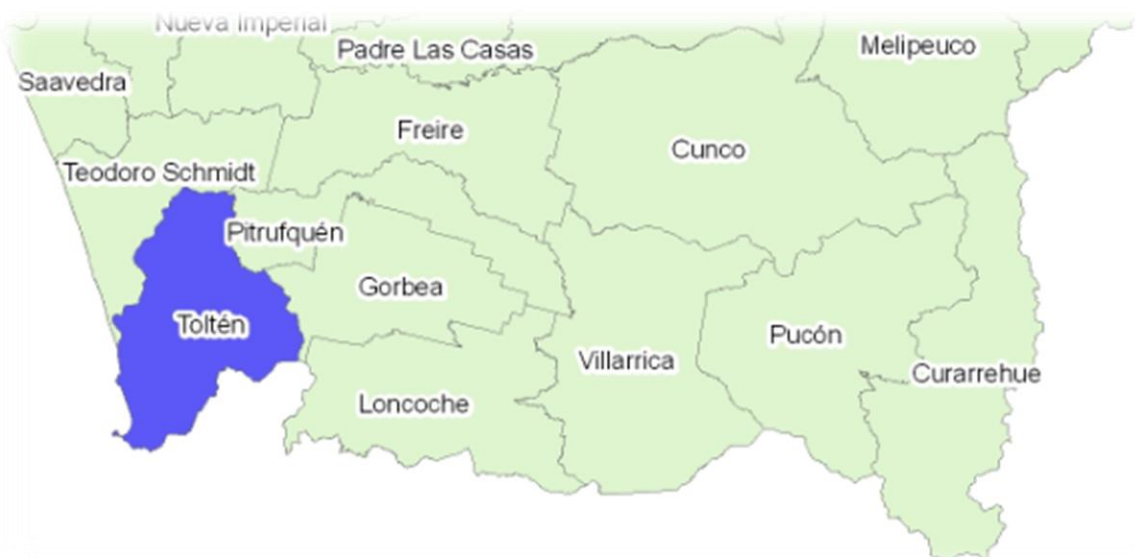 Nueva Imperial
Padre Las Casas
Melipeuco
Saavedra
Freire
Cunco
Teodoro Schmidt
Pitrufquén
Gorbea
Toltén
Pucón
Villarrica
Curarrehue
Loncoche